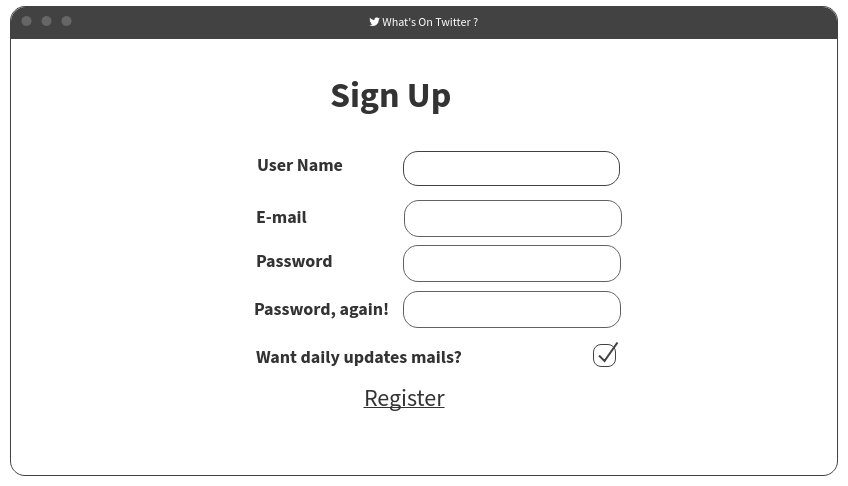 What's On Twitter ?
Sign Up
User Name
E-mail
Password
Password, again!
Want daily updates mails?
Register